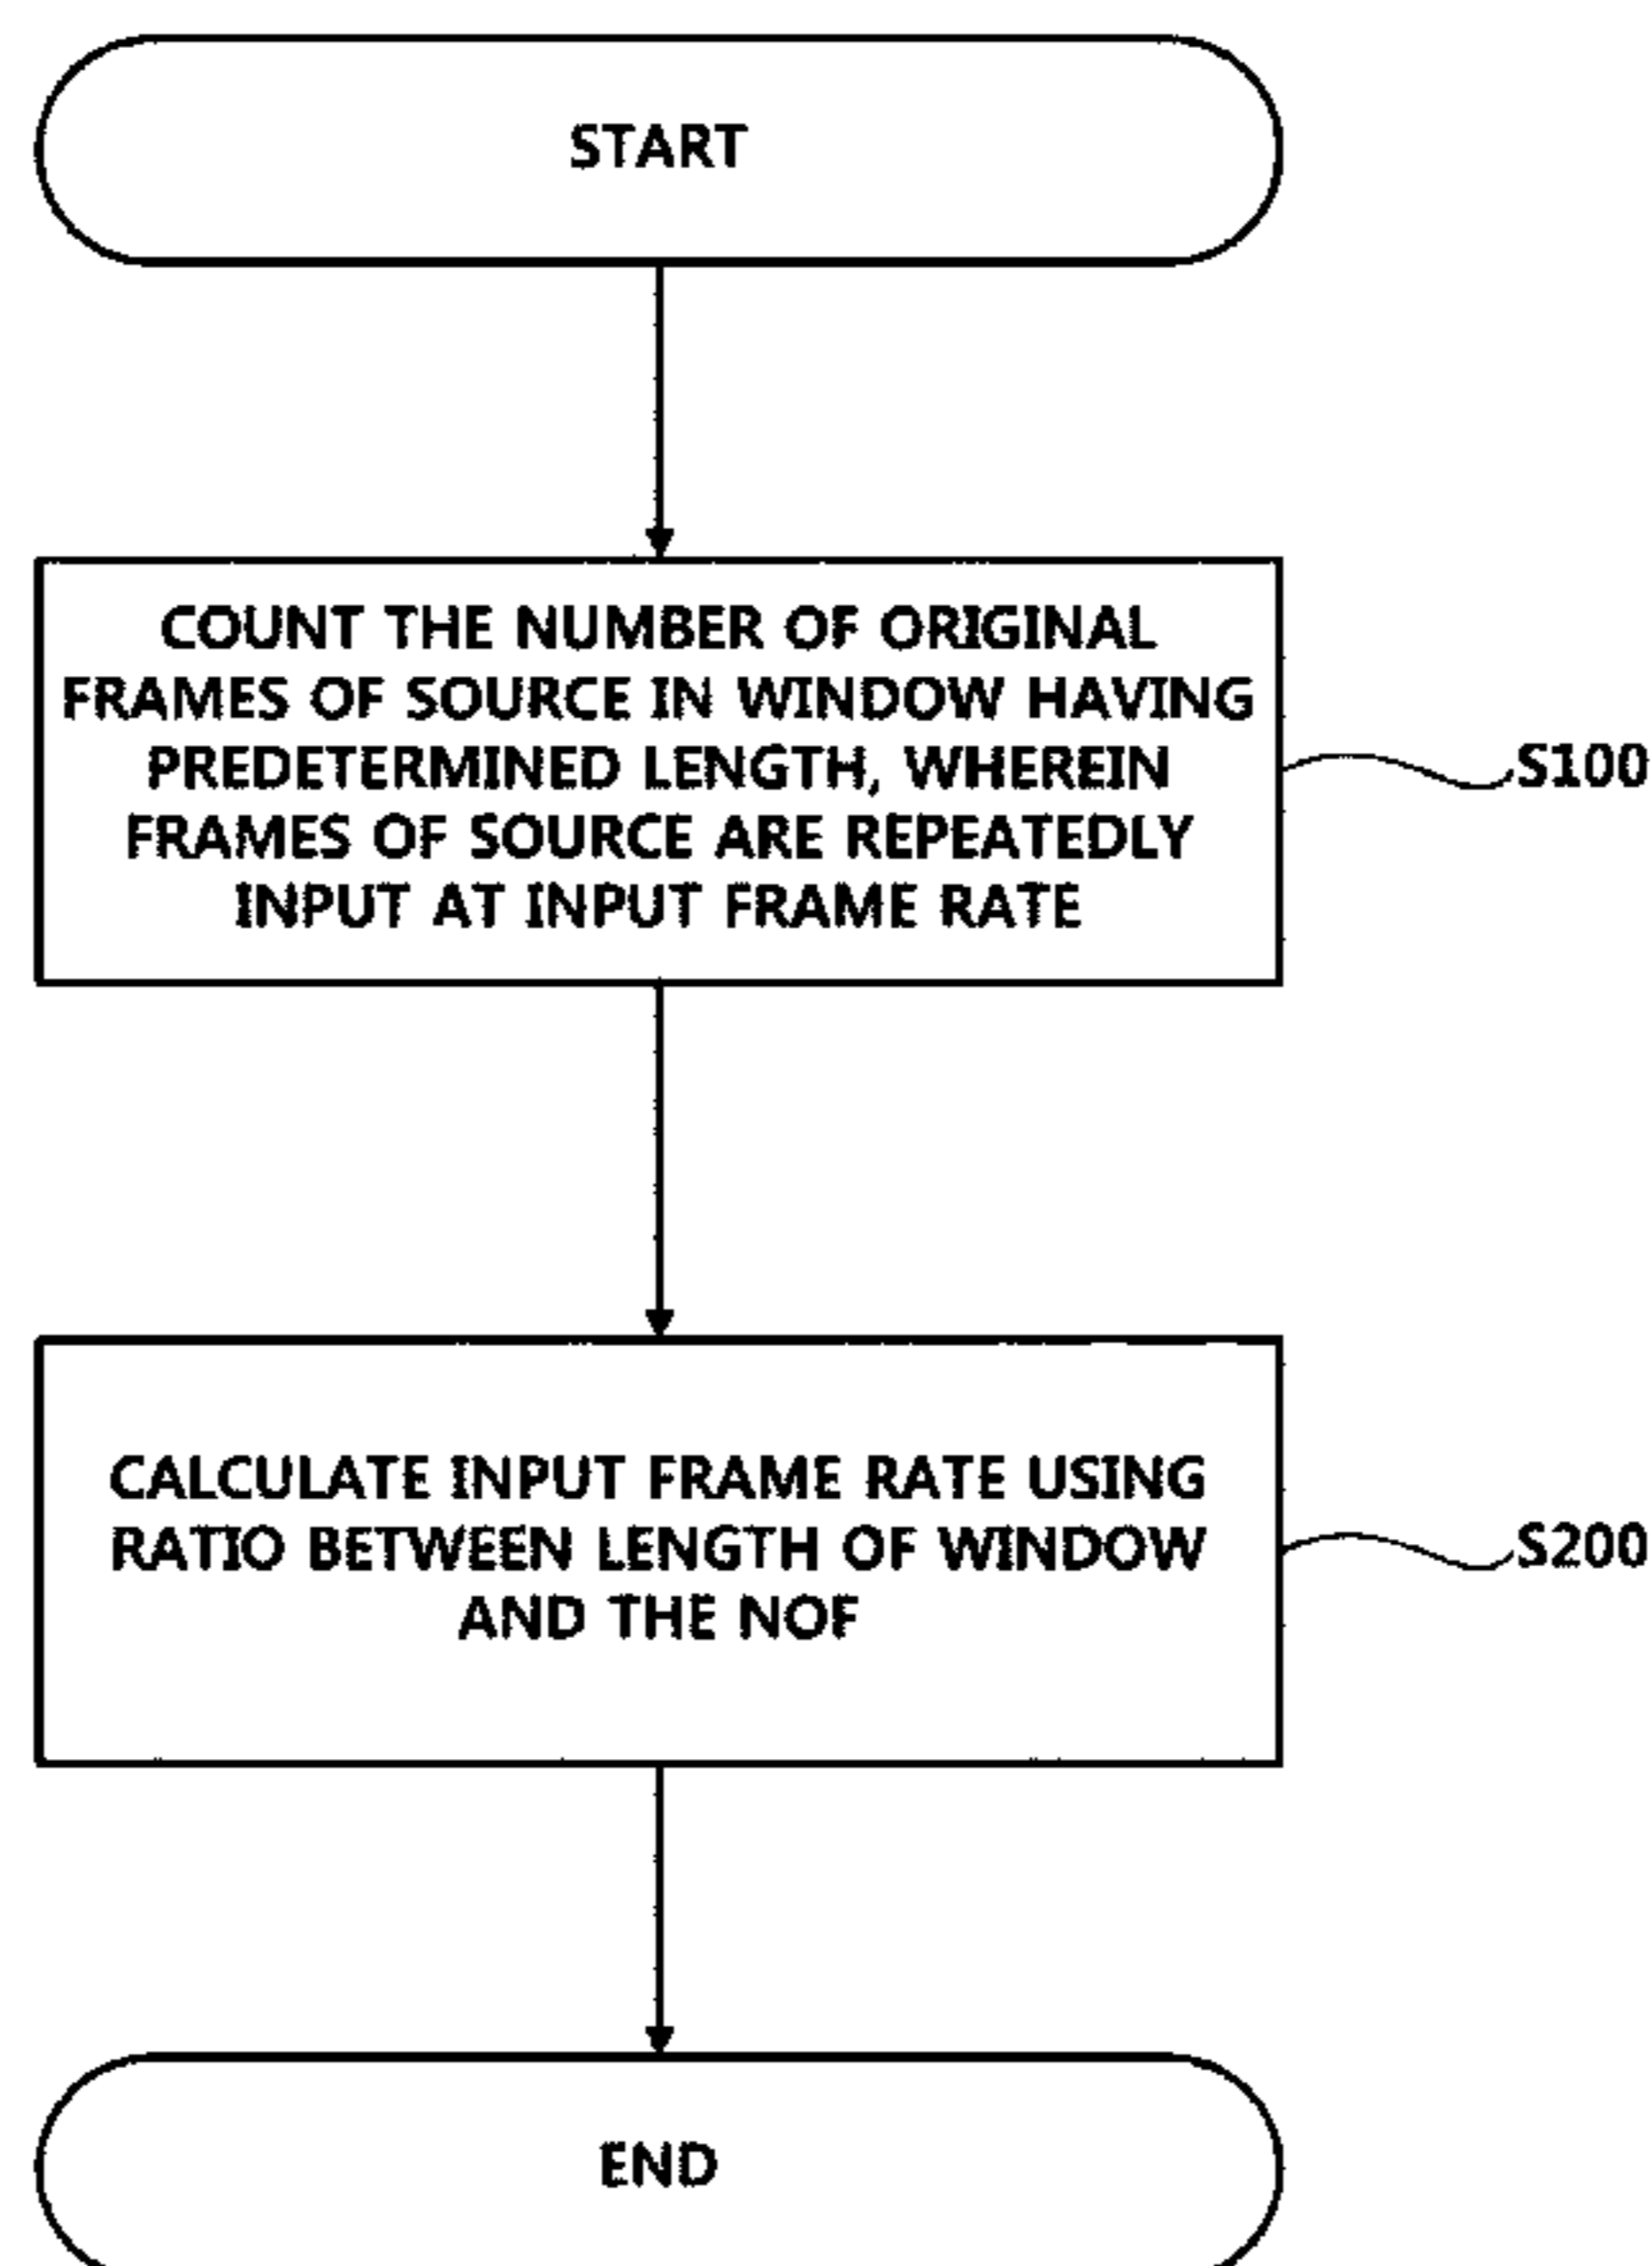 START
COUNT THE NUMBER OF ORIGINAL
FRAMES OF SOURCE IN WINDOW HAVING
PREDETERMINED LENGTH, WHEREIN
FRAMES OF SOURCE ARE REPEATEDLY
INPUT AT INPUT FRAME RATE
S100
CALCULATE INPUT FRAME RATE USING
RATIO BETWEEN LENGTH OF WINDOW
AND THE NOF
S200
END